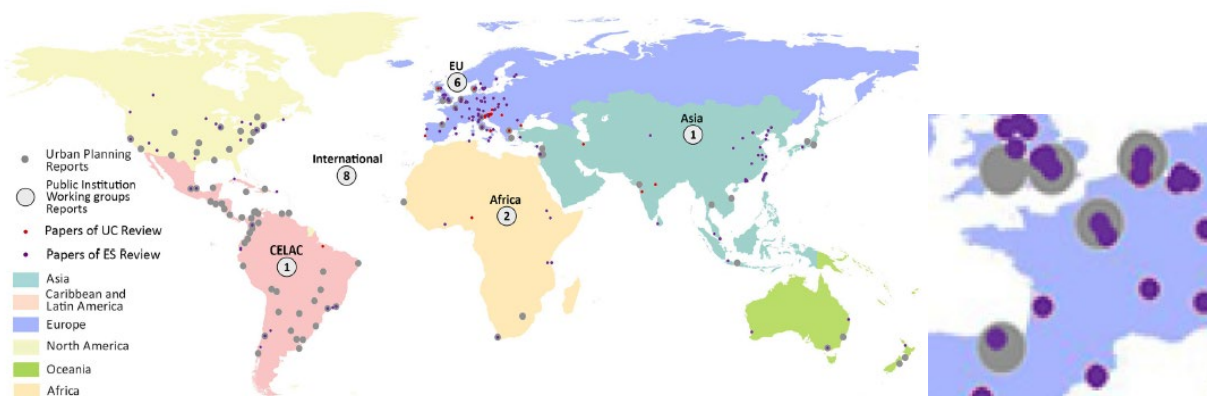 EU
6
Asia
1
International
8
Africa
2
CELAC
1
Urban Planning
Reports
Public Institution
Working groups
Reports
Papers of UC Review
Papers of ES Review
Asia
Caribbean and
Latin America
Europe
North America
Oceania
Africa